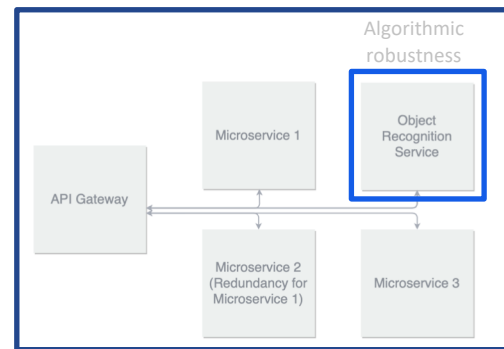 Algorithmic
robustness
Microservice 1
Object
Recognition
Service
API Gateway
Microservice 2
(Redundancy for
Microservice 1)
Microservice 3